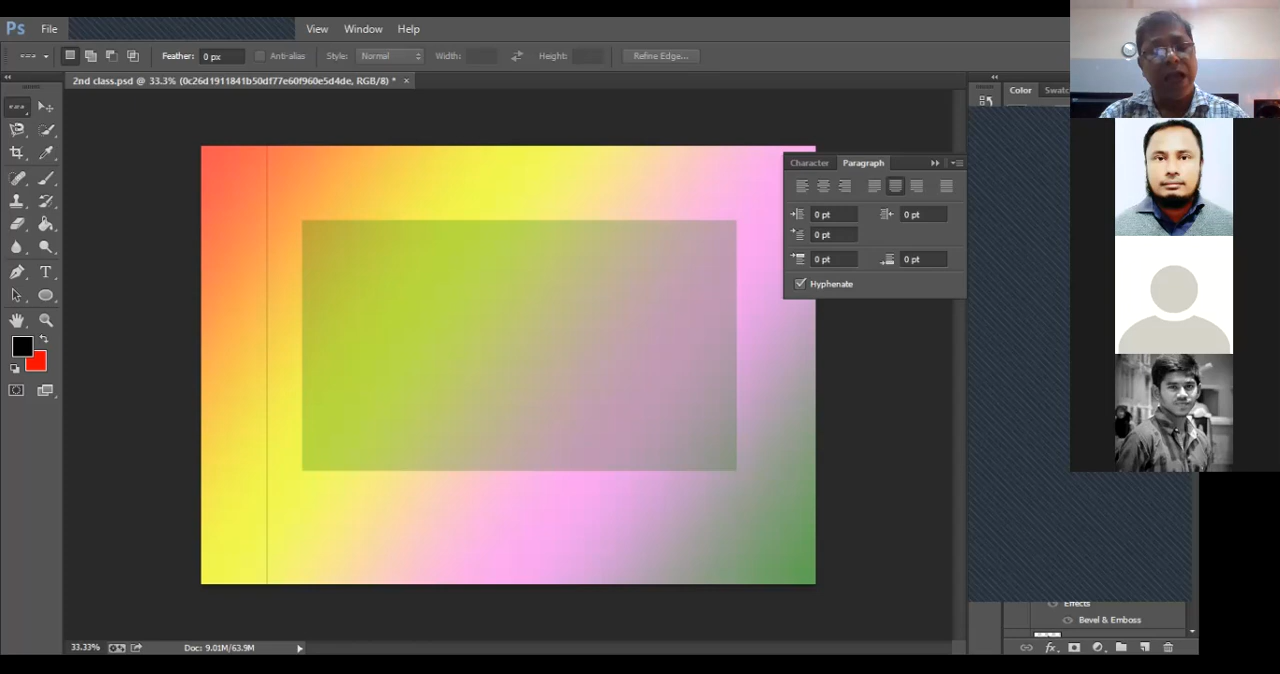 Ps File View Window Help
Feather: 0 px Anti-alias Style: Normal Width: Height: Refine Edge...
2nd class.psd @ 33.3% (0c26d1911841b50df77e60f960e5d4de, RGB/8) * ×
Color
Character Paragraph
0 pt 0 pt
0 pt
0 pt 0 pt
Hyphenate
T
Effects
Bevel & Emboss
33.33% Doc: 9.01M/63.9M
fx